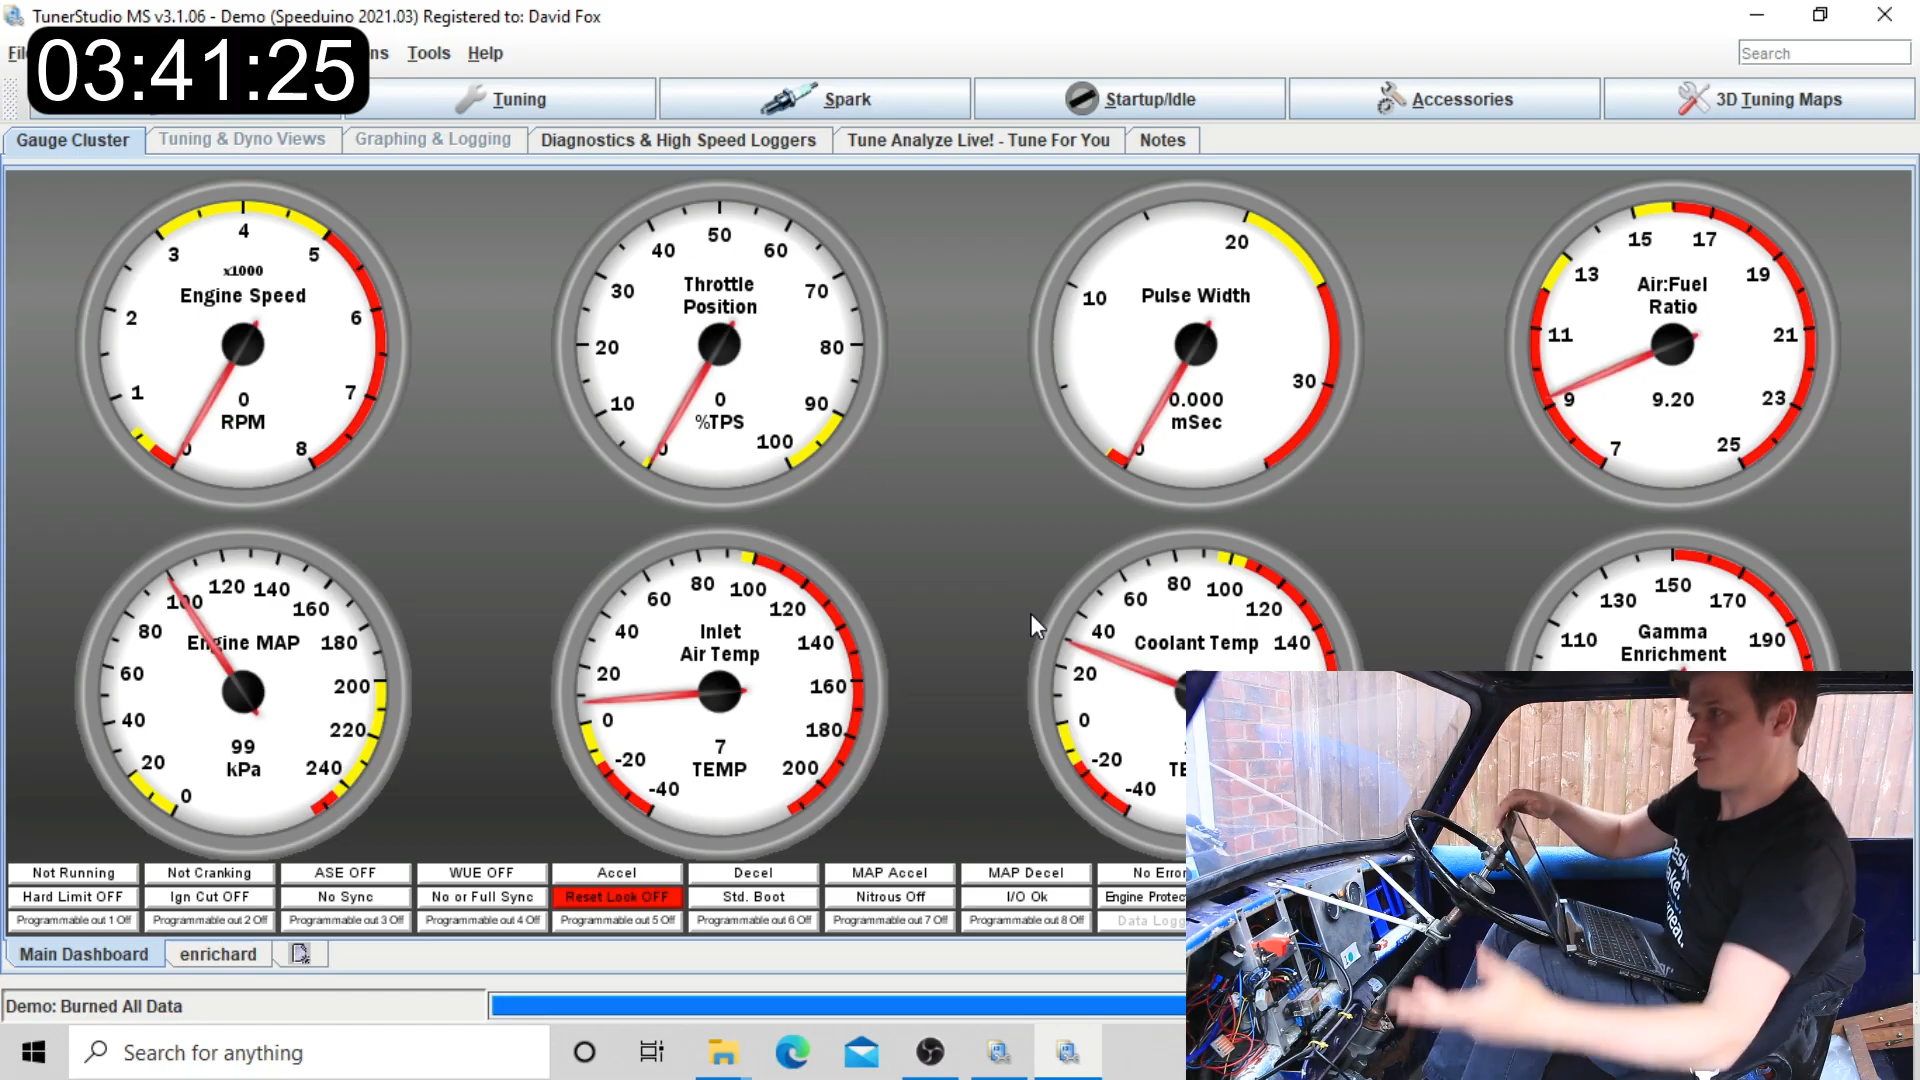 TunerStudio MS v3.1.06 - Demo (Speeduino 2021.03) Registered to: David Fox
03:41:25
Tools Help
Search
Tuning Spark Startup/Idle Accessories 3D Tuning Maps
Gauge Cluster Tuning & Dyno Views Graphing & Logging Diagnostics & High Speed Loggers Tune Analyze Live! - Tune For You Notes
0 1 2 3 4 5 6 7 8
x1000
Engine Speed
0
RPM
0 10 20 30 40 50 60 70 80 90 100
Throttle
Position
0
%TPS
0 10 20 30
Pulse Width
0.000
mSec
7 9 11 13 15 17 19 21 23 25
Air:Fuel
Ratio
9.20
0 20 40 60 80 100 120 140 160 180 200 220 240
Engine MAP
99
kPa
-40 -20 0 20 40 60 80 100 120 140 160 180 200
Inlet
Air Temp
7
TEMP
-40 -20 0 20 40 60 80 100 120 140
Coolant Temp
110 130 150 170 190
Gamma
Enrichment
Not Running Not Cranking ASE OFF WUE OFF Accel Decel MAP Accel MAP Decel No Error
Hard Limit OFF Ign Cut OFF No Sync No or Full Sync Reset Lock OFF Std. Boot Nitrous Off I/O Ok Engine Protec
Programmable out 1 Off Programmable out 2 Off Programmable out 3 Off Programmable out 4 Off Programmable out 5 Off Programmable out 6 Off Programmable out 7 Off Programmable out 8 Off Data Logg
Main Dashboard enrichard
Demo: Burned All Data
Search for anything